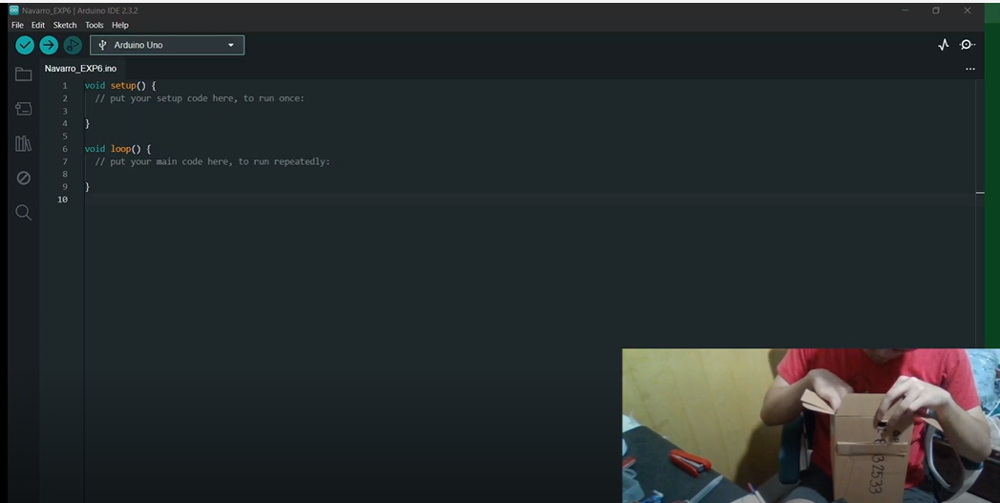 Navarro_EXP6 | Arduino IDE 2.3.2
File Edit Sketch Tools Help
Arduino Uno
Navarro_EXP6.ino
1 void setup() {
2 // put your setup code here, to run once:
3
4 }
5
6 void loop() {
7 // put your main code here, to run repeatedly:
8
9 }
10
32533